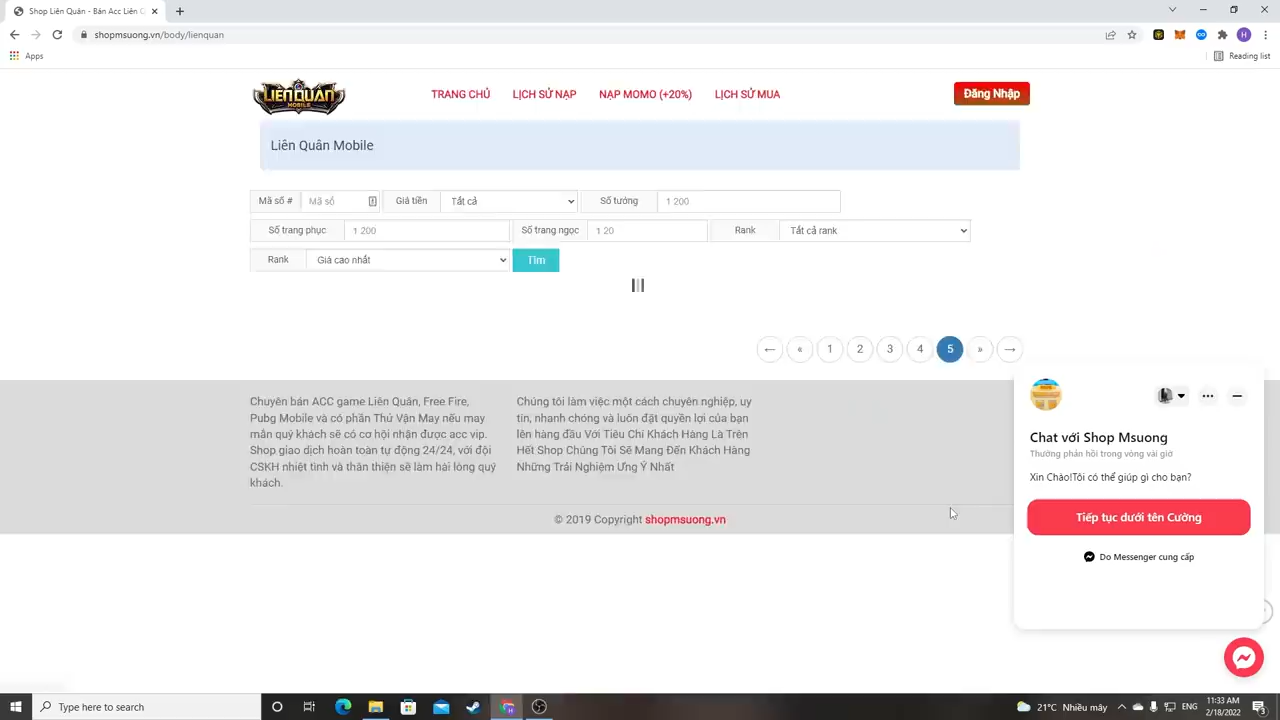 Shop Liên Quân - Bán Acc Liên Q
shopmsuong.vn/body/lienquan
Apps
Reading list
LIÊN QUÂN
MOBILE
TRANG CHỦ
LỊCH SỬ NẠP
NẠP MOMO (+20%)
LỊCH SỬ MUA
Đăng Nhập
Liên Quân Mobile
Mã số #
Mã số
Giá tiền
Tất cả
Số tướng
1 200
Số trang phục
1 200
Số trang ngọc
1 20
Rank
Tất cả rank
Rank
Giá cao nhất
Tìm
← « 1 2 3 4 5 » →
Chuyên bán ACC game Liên Quân, Free Fire,
Pubg Mobile và có phần Thử Vận May nếu may
mắn quý khách sẽ có cơ hội nhận được acc vip.
Shop giao dịch hoàn toàn tự động 24/24, với đội
CSKH nhiệt tình và thân thiện sẽ làm hài lòng quý
khách.
Chúng tôi làm việc một cách chuyên nghiệp, uy
tín, nhanh chóng và luôn đặt quyền lợi của bạn
lên hàng đầu Với Tiêu Chí Khách Hàng Là Trên
Hết Shop Chúng Tôi Sẽ Mang Đến Khách Hàng
Những Trải Nghiệm Ưng Ý Nhất
© 2019 Copyright shopmsuong.vn
Chat với Shop Msuong
Thường phản hồi trong vòng vài giờ
Xin Chào!Tôi có thể giúp gì cho bạn?
Tiếp tục dưới tên Cường
Do Messenger cung cấp
Type here to search
21°C Nhiều mây
ENG
11:33 AM
2/18/2022